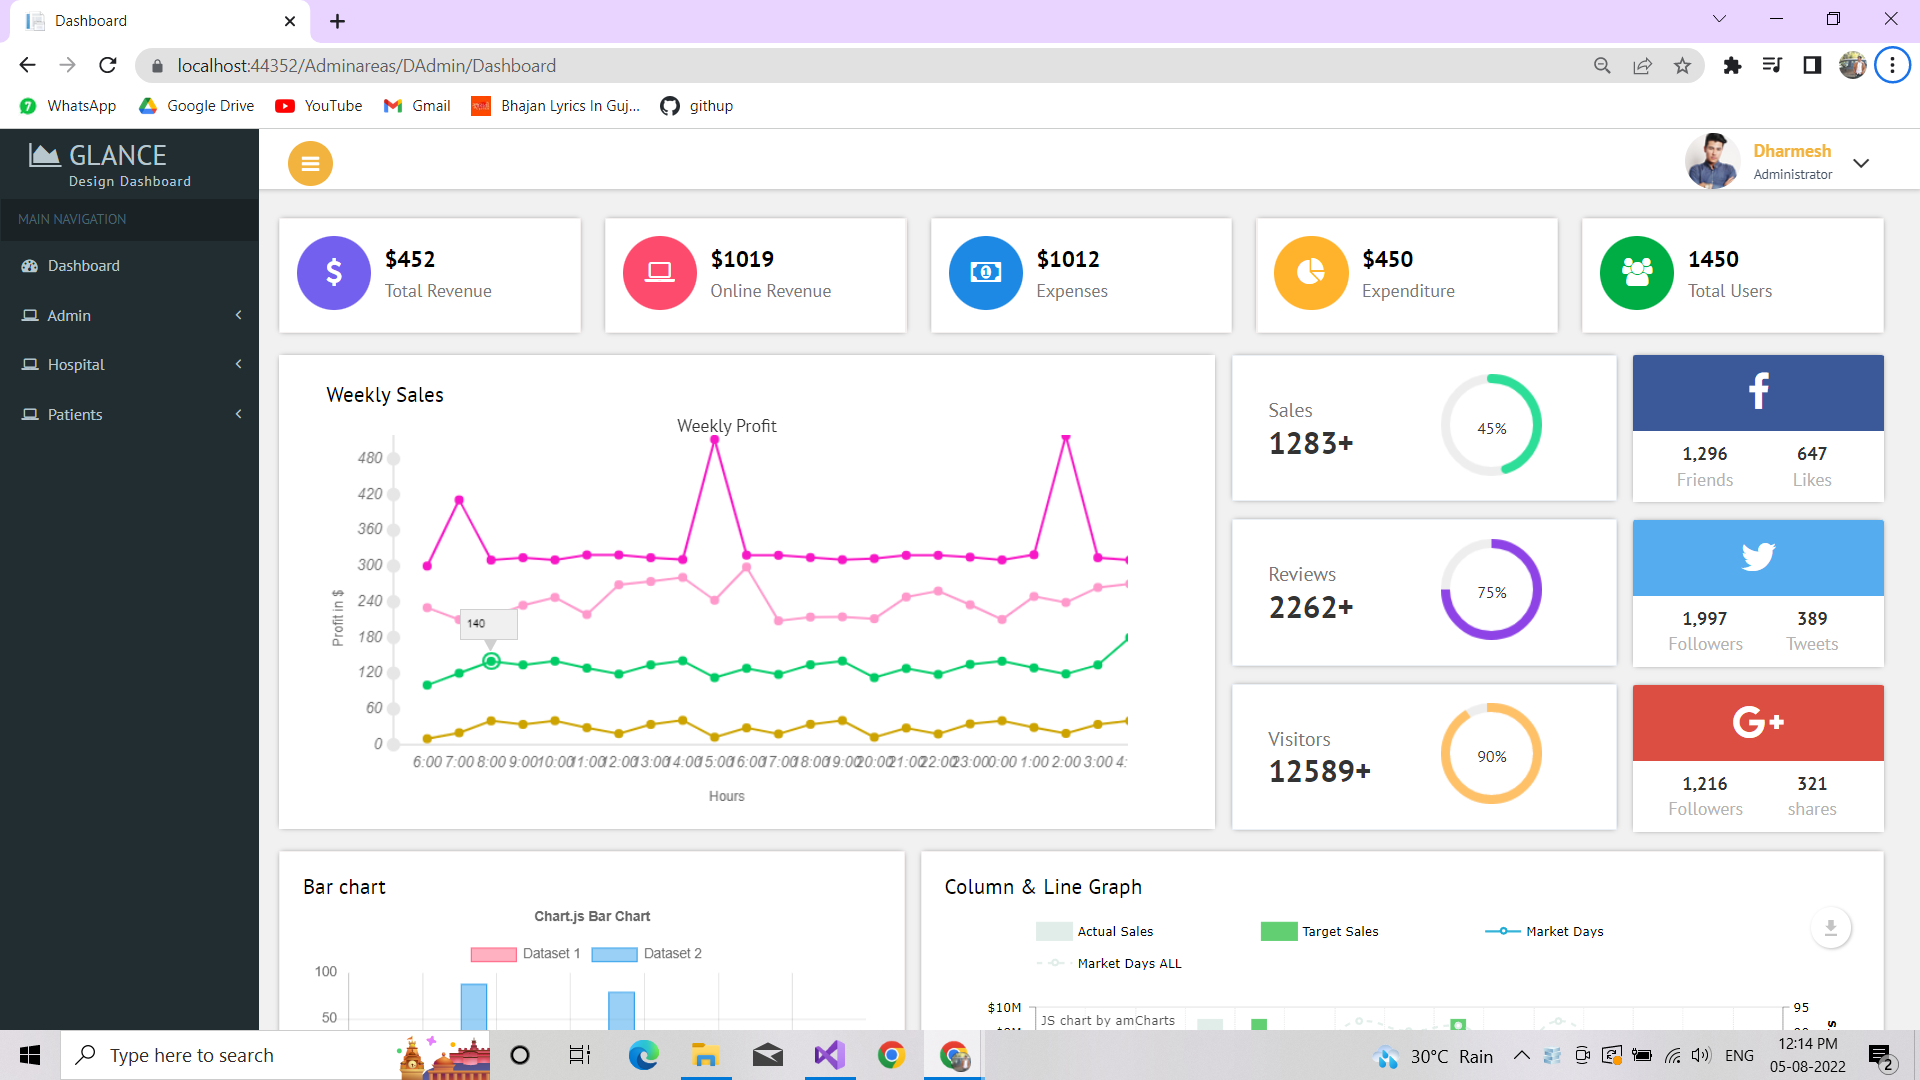 Dashboard
localhost:44352/Adminareas/DAdmin/Dashboard
WhatsApp
Google Drive
YouTube
Gmail
Bhajan Lyrics In Guj...
githup
GLANCE
Design Dashboard
MAIN NAVIGATION
Dashboard
Admin
Hospital
Patients
Dharmesh
Administrator
$452
Total Revenue
$1019
Online Revenue
$1012
Expenses
$450
Expenditure
1450
Total Users
Weekly Sales
Weekly Profit
480
420
360
300
240
180
120
60
0
Profit in $
140
6:00 7:00 8:00 9:00 10:00 11:00 12:00 13:00 14:00 15:00 16:00 17:00 18:00 19:00 20:00 21:00 22:00 23:00 0:00 1:00 2:00 3:00 4:
Hours
Sales
1283+
45%
Reviews
2262+
75%
Visitors
12589+
90%
1,296 647
Friends Likes
1,997 389
Followers Tweets
G+
1,216 321
Followers shares
Bar chart
Chart.js Bar Chart
Dataset 1 Dataset 2
100
50
Column & Line Graph
Actual Sales Target Sales Market Days
Market Days ALL
$10M 95
JS chart by amCharts
Type here to search
30°C Rain
ENG
12:14 PM
05-08-2022
2